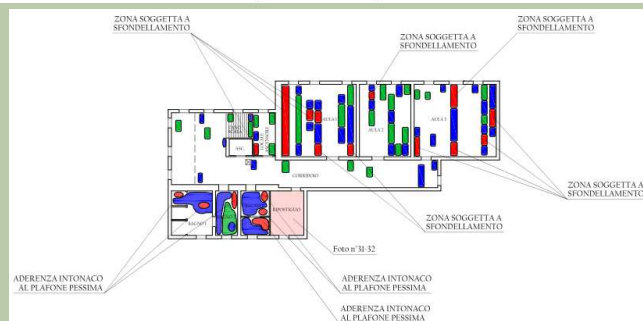 ZONA SOGGETTA A
SFONDELLAMENTO
ZONA SOGGETTA A
SFONDELLAMENTO
ZONA SOGGETTA A
SFONDELLAMENTO
AULA 1
AULA 2
AULA 3
ASC.
CORRIDOIO
ZONA SOGGETTA A
SFONDELLAMENTO
ZONA SOGGETTA A
SFONDELLAMENTO
BAGNO 1
RIPOSTIGLIO
Foto n°31-32
ADERENZA INTONACO
AL PLAFONE PESSIMA
ADERENZA INTONACO
AL PLAFONE PESSIMA
ADERENZA INTONACO
AL PLAFONE PESSIMA